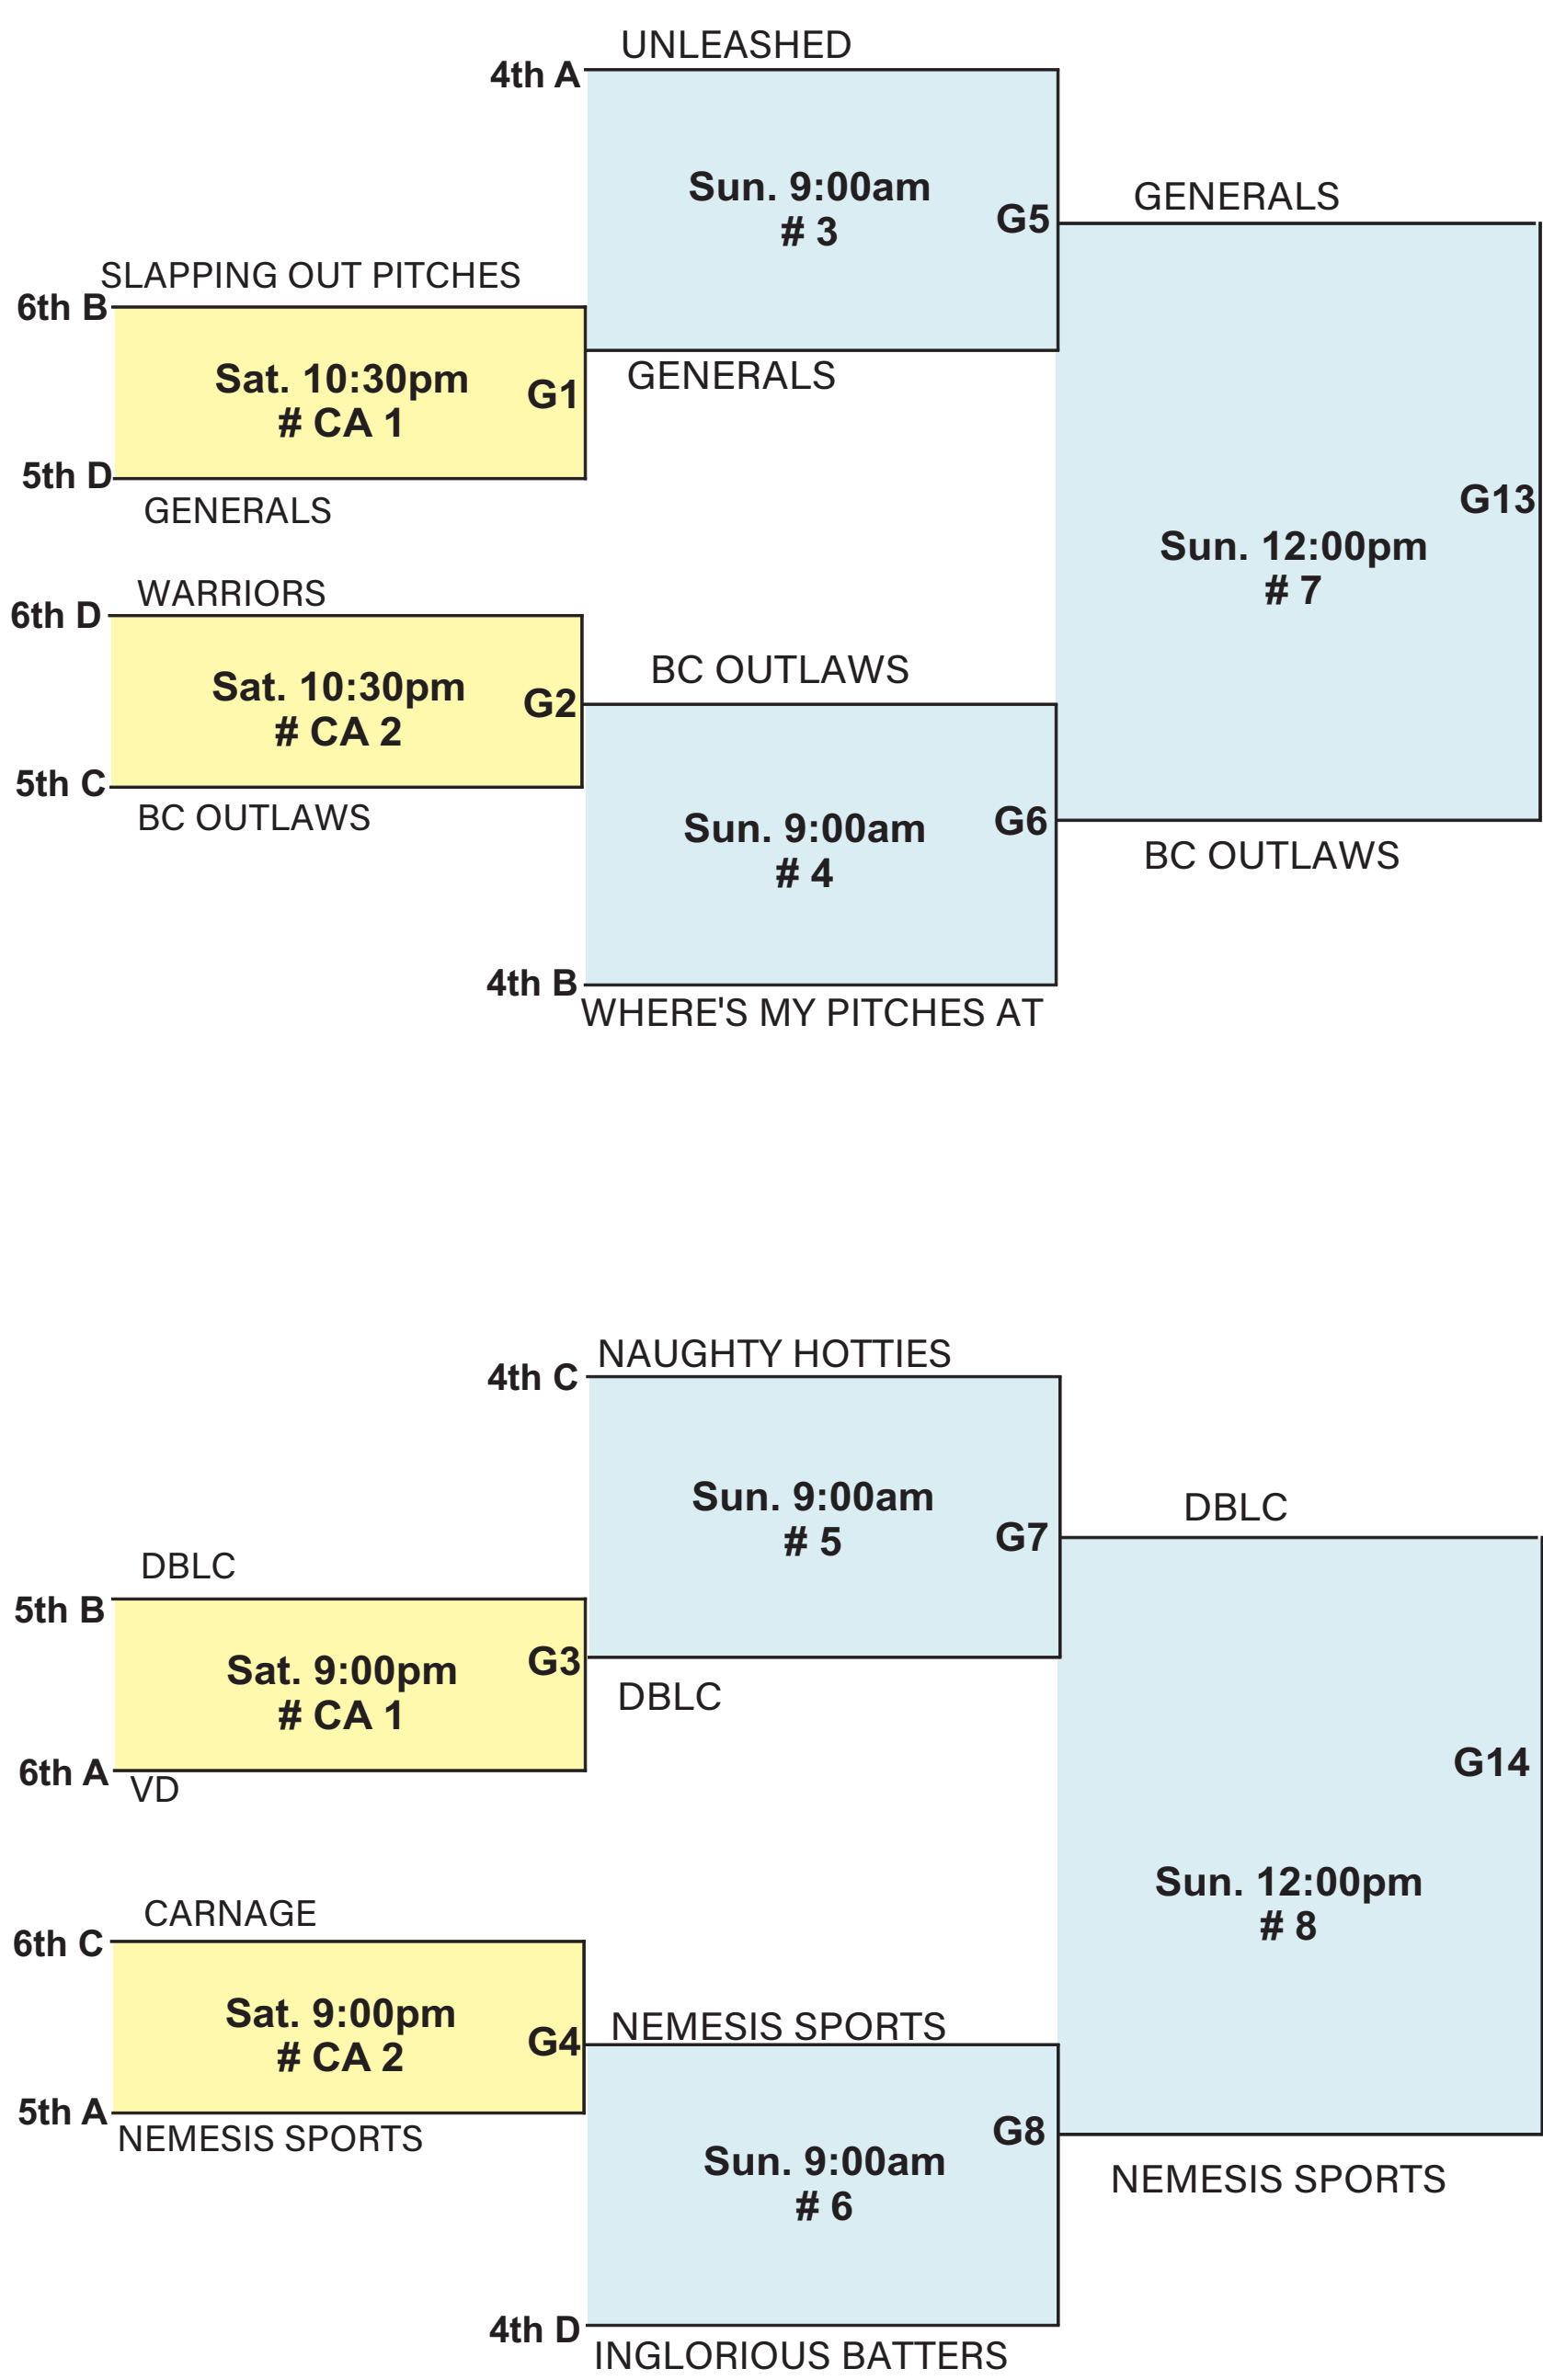 UNLEASHED
4th A
Sun. 9:00am
# 3
G5
GENERALS
SLAPPING OUT PITCHES
6th B
Sat. 10:30pm
# CA 1
G1
GENERALS
5th D
GENERALS
G13
Sun. 12:00pm
# 7
WARRIORS
6th D
Sat. 10:30pm
# CA 2
G2
BC OUTLAWS
5th C
BC OUTLAWS
Sun. 9:00am
# 4
G6
BC OUTLAWS
4th B
WHERE'S MY PITCHES AT
NAUGHTY HOTTIES
4th C
Sun. 9:00am
# 5
G7
DBLC
DBLC
5th B
Sat. 9:00pm
# CA 1
G3
DBLC
6th A
VD
G14
Sun. 12:00pm
# 8
CARNAGE
6th C
Sat. 9:00pm
# CA 2
G4
NEMESIS SPORTS
5th A
NEMESIS SPORTS
Sun. 9:00am
# 6
G8
NEMESIS SPORTS
4th D
INGLORIOUS BATTERS